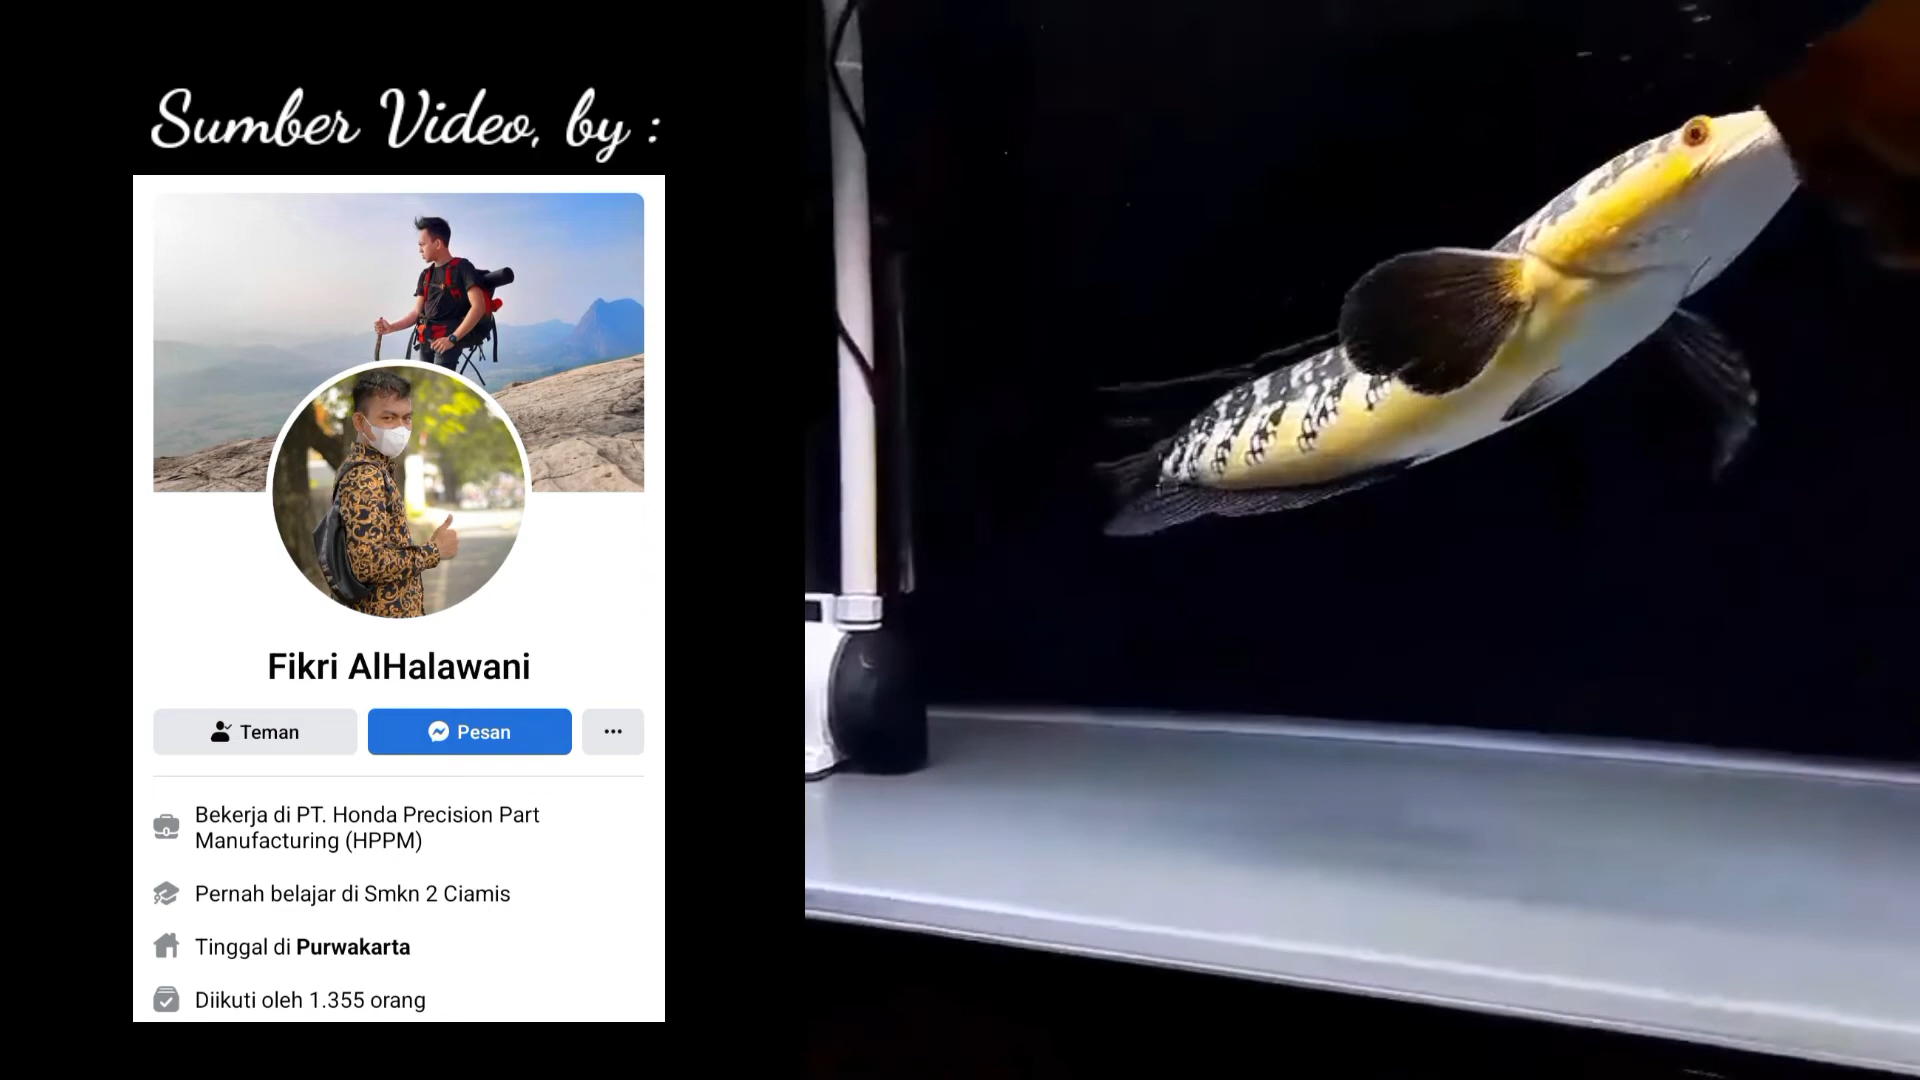 Sumber Video, by :
Fikri AlHalawani
Teman
Pesan
Bekerja di PT. Honda Precision Part
Manufacturing (HPPM)
Pernah belajar di Smkn 2 Ciamis
Tinggal di Purwakarta
Diikuti oleh 1.355 orang